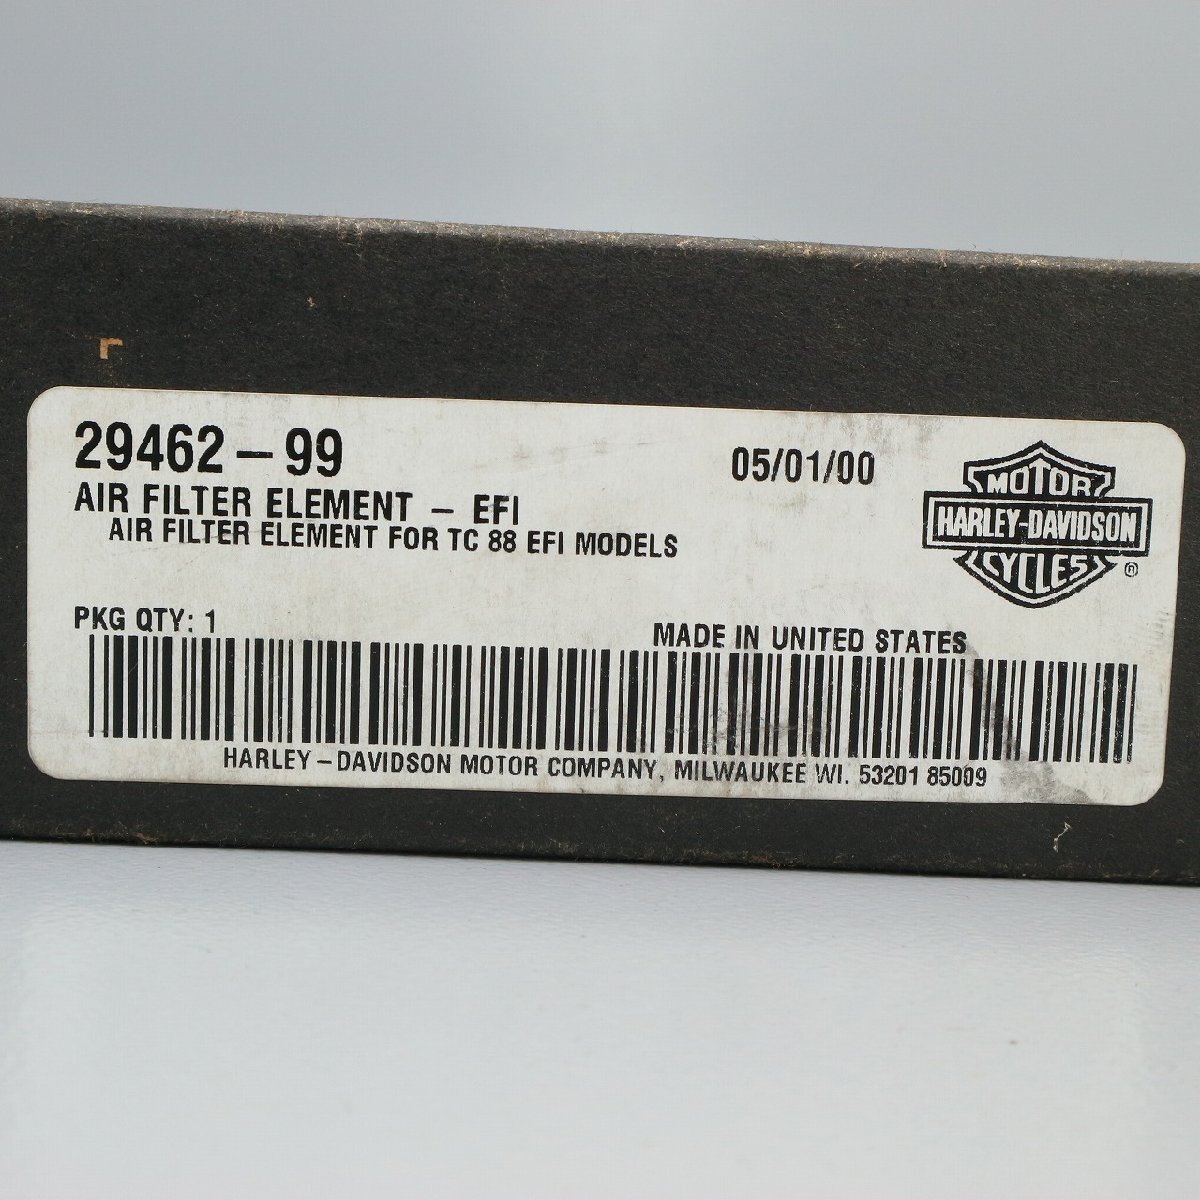 29462-99
05/01/00
AIR FILTER ELEMENT - EFI
AIR FILTER ELEMENT FOR TC 88 EFI MODELS
MOTOR
HARLEY-DAVIDSON
CYCLES
®
PKG QTY: 1
MADE IN UNITED STATES
HARLEY-DAVIDSON MOTOR COMPANY, MILWAUKEE WI. 53201 85009